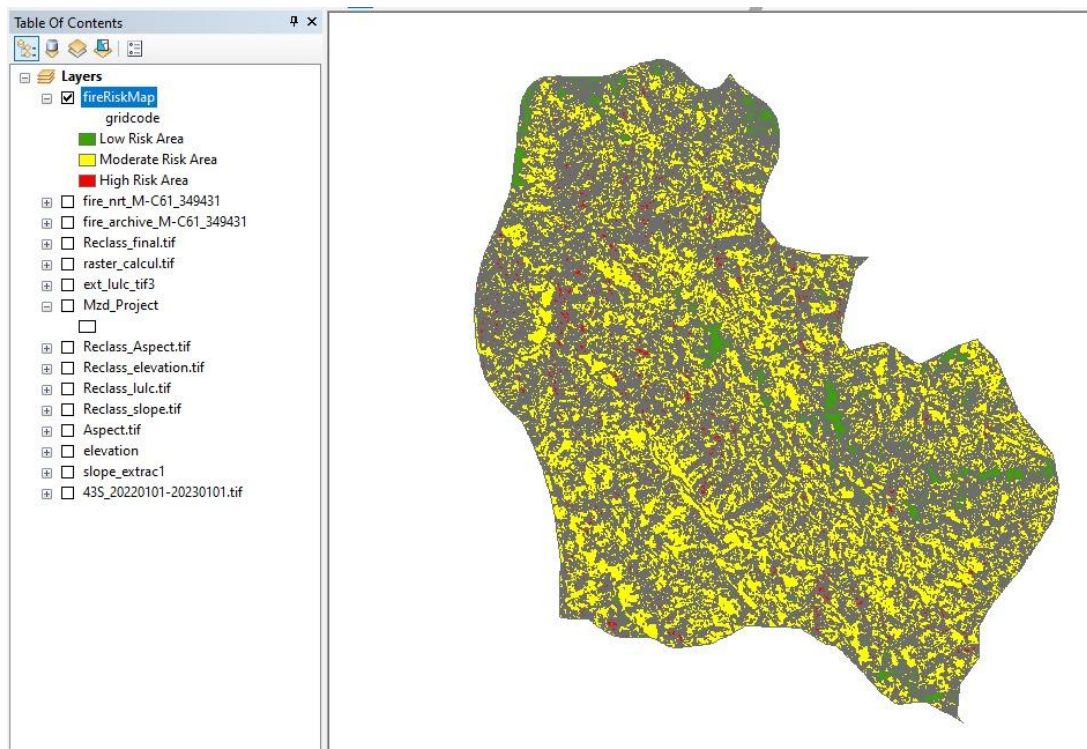 Table Of Contents
Layers
fireRiskMap
gridcode
Low Risk Area
Moderate Risk Area
High Risk Area
fire_nrt_M-C61_349431
fire_archive_M-C61_349431
Reclass_final.tif
raster_calcul.tif
ext_lulc_tif3
Mzd_Project
Reclass_Aspect.tif
Reclass_elevation.tif
Reclass_lulc.tif
Reclass_slope.tif
Aspect.tif
elevation
slope_extrac1
43S_20220101-20230101.tif